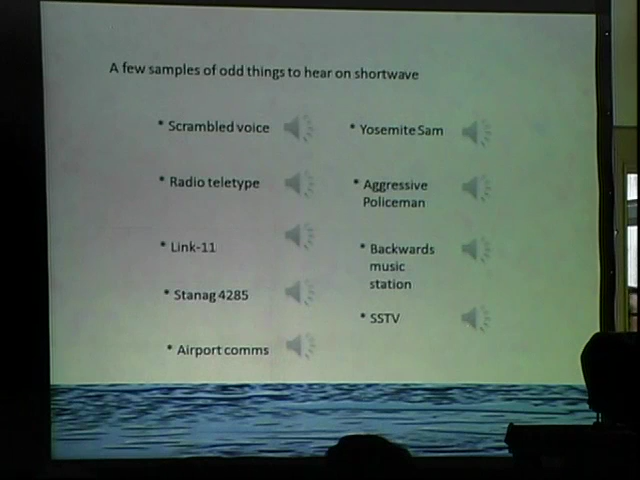 A few samples of odd things to hear on shortwave
* Scrambled voice
* Radio teletype
* Link-11
* Stanag 4285
* Airport comms
* Yosemite Sam
* Aggressive
Policeman
* Backwards
music
station
* SSTV